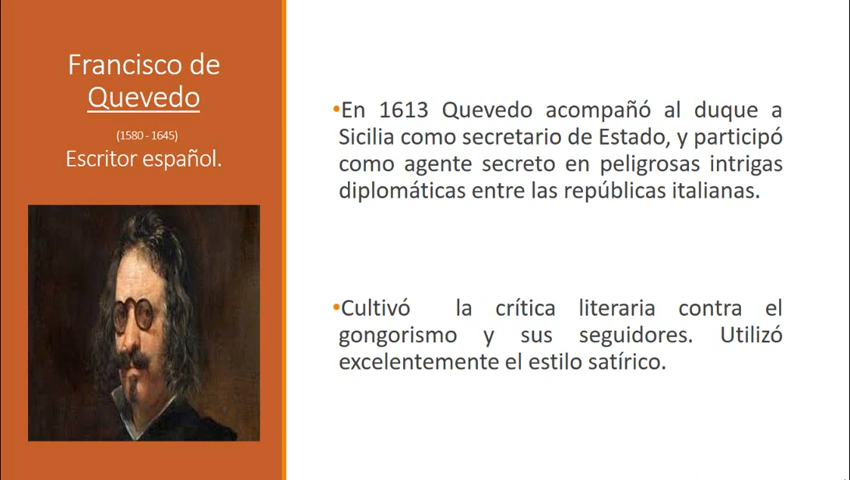 Francisco de
Quevedo
(1580 - 1645)
Escritor español.
•En 1613 Quevedo acompañó al duque a
Sicilia como secretario de Estado, y participó
como agente secreto en peligrosas intrigas
diplomáticas entre las repúblicas italianas.
•Cultivó la crítica literaria contra el
gongorismo y sus seguidores. Utilizó
excelentemente el estilo satírico.